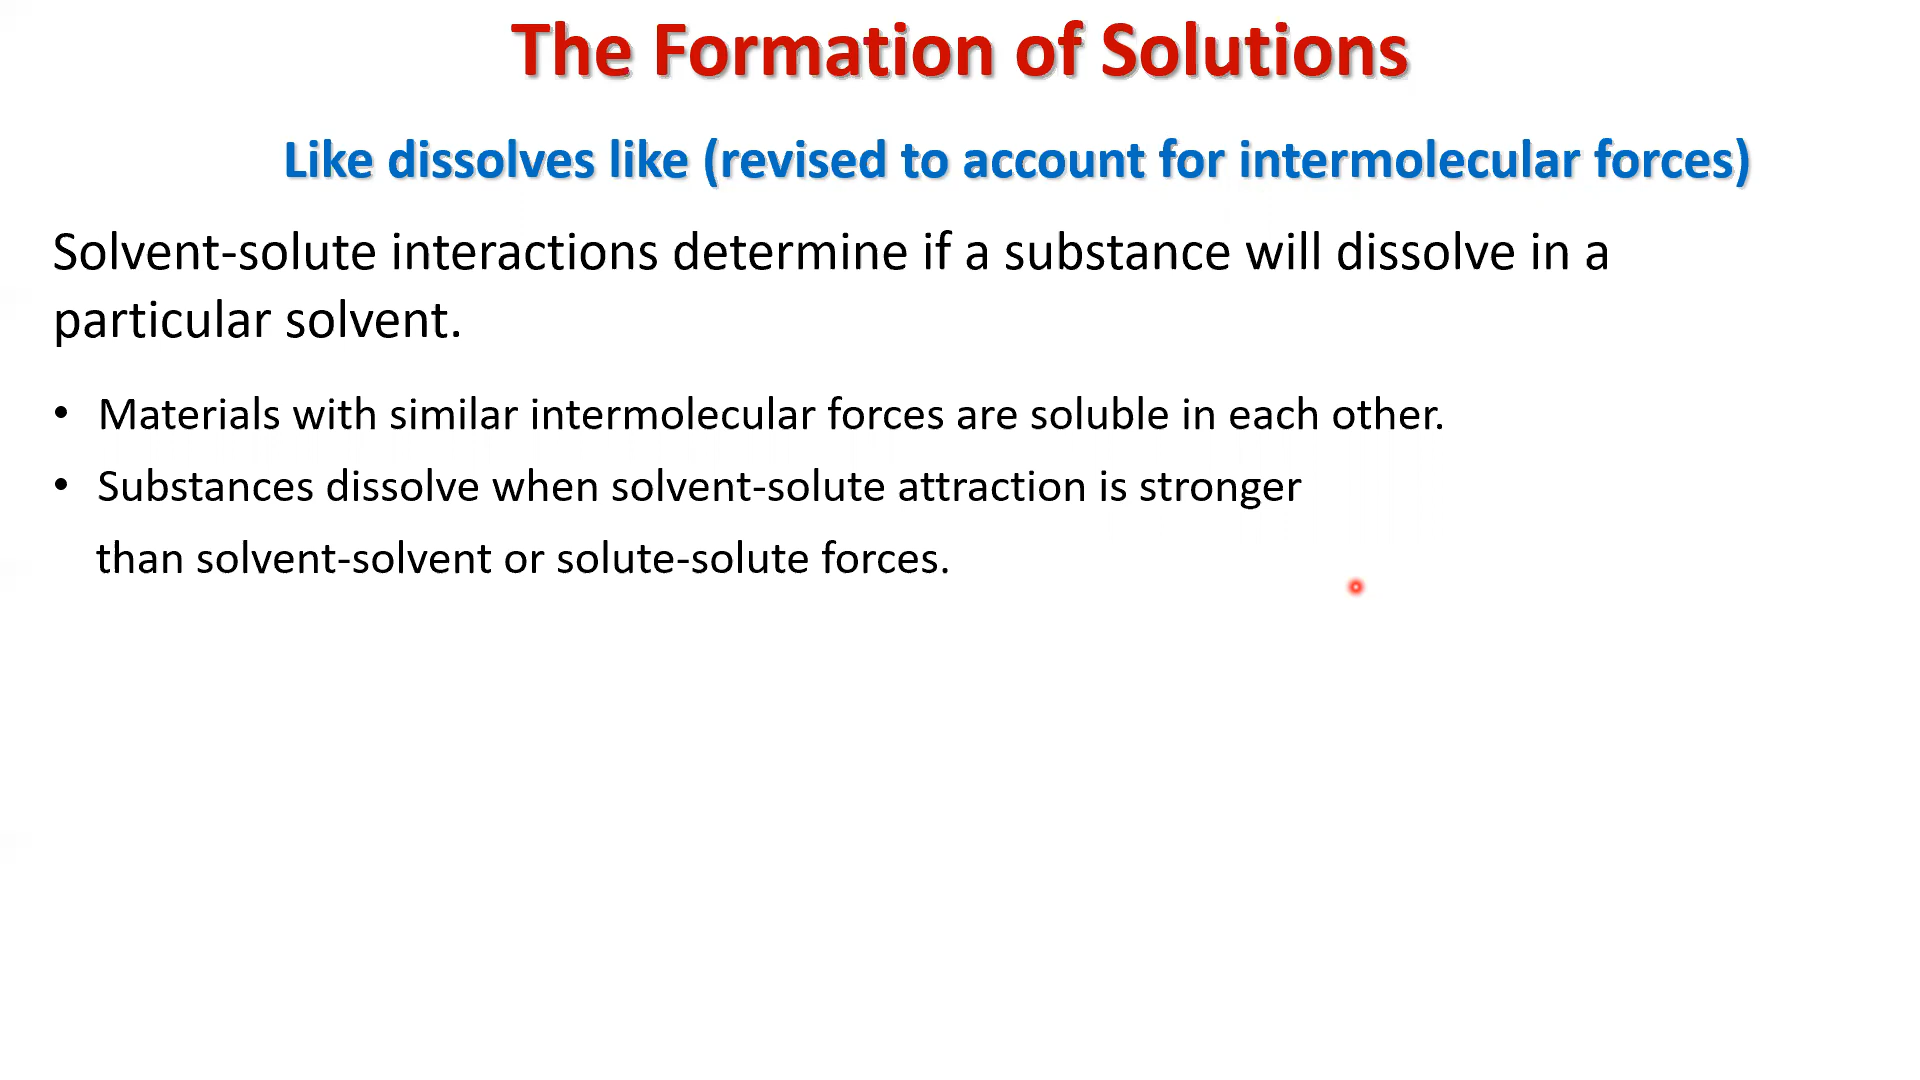 The Formation of Solutions
Like dissolves like (revised to account for intermolecular forces)
Solvent-solute interactions determine if a substance will dissolve in a
particular solvent.
• Materials with similar intermolecular forces are soluble in each other.
• Substances dissolve when solvent-solute attraction is stronger
than solvent-solvent or solute-solute forces.